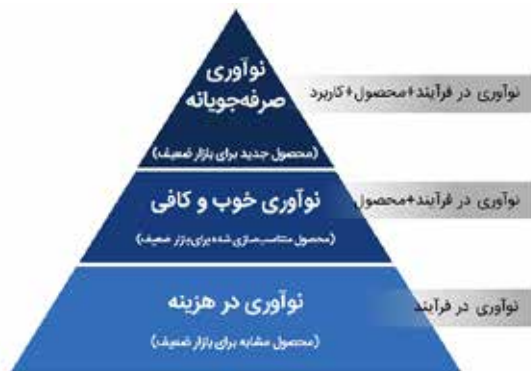 نوآوری
صرفه‌جویانه
(محصول جدید برای بازار ضعیف)
نوآوری در فرآیند+محصول+کاربرد
نوآوری خوب و کافی
(محصول متناسب‌سازی شده برای بازار ضعیف)
نوآوری در فرآیند+محصول
نوآوری در هزینه
(محصول مشابه برای بازار ضعیف)
نوآوری در فرآیند